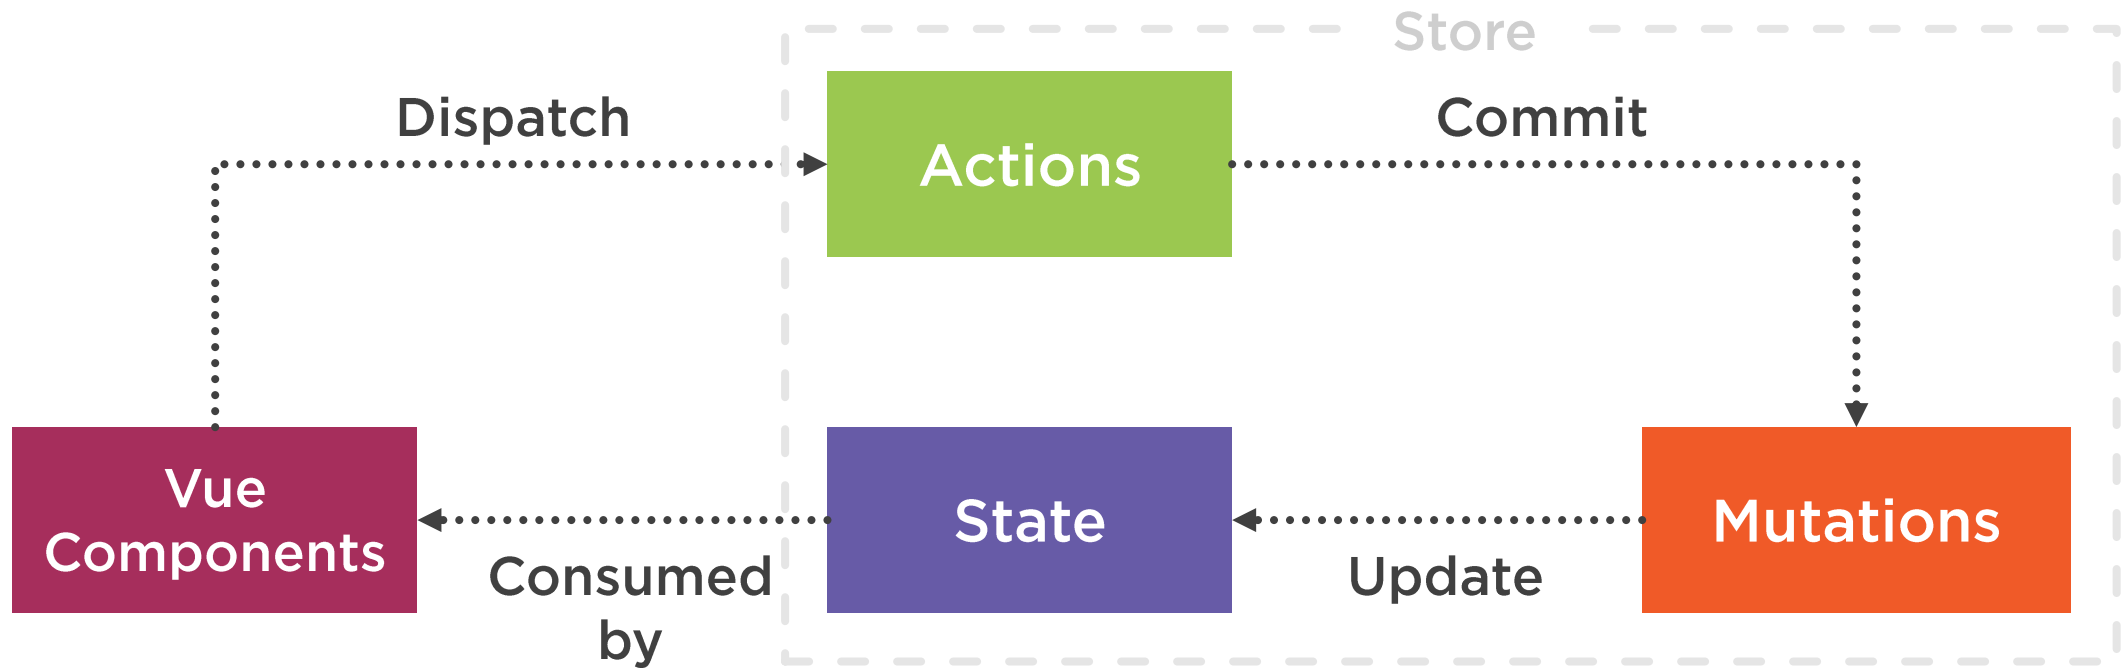 Store
Dispatch
Actions
Commit
Vue
Components
Consumed
by
State
Update
Mutations